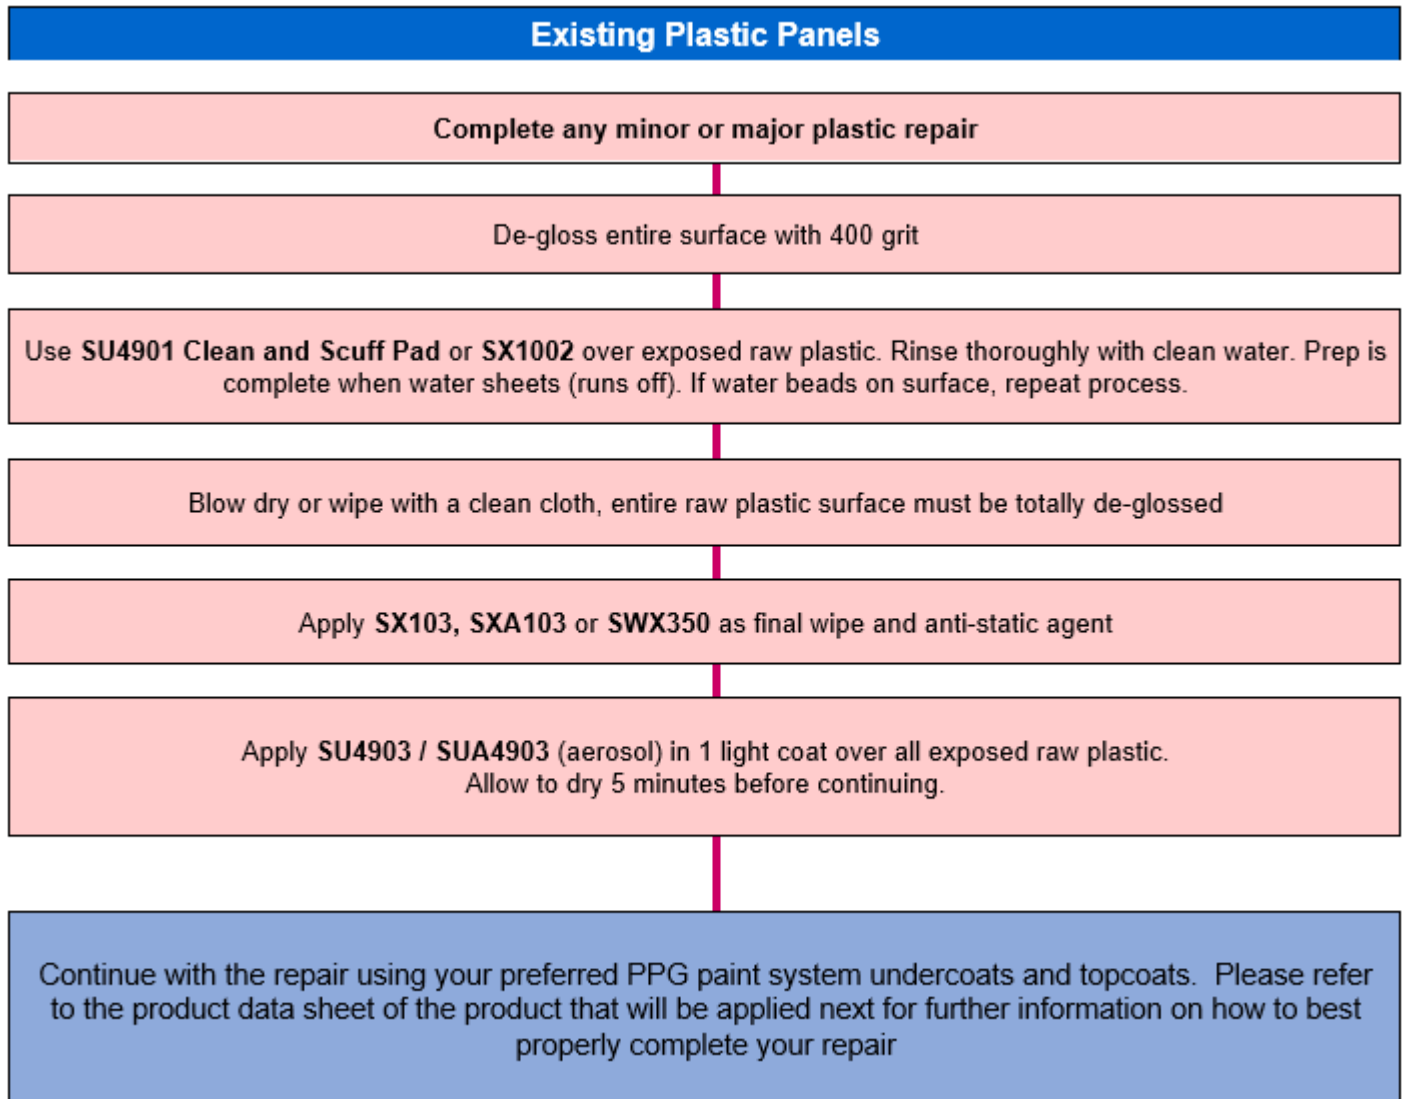 Existing Plastic Panels
Complete any minor or major plastic repair
De-gloss entire surface with 400 grit
Use SU4901 Clean and Scuff Pad or SX1002 over exposed raw plastic. Rinse thoroughly with clean water. Prep is
complete when water sheets (runs off). If water beads on surface, repeat process.
Blow dry or wipe with a clean cloth, entire raw plastic surface must be totally de-glossed
Apply SX103, SXA103 or SWX350 as final wipe and anti-static agent
Apply SU4903 / SUA4903 (aerosol) in 1 light coat over all exposed raw plastic.
Allow to dry 5 minutes before continuing.
Continue with the repair using your preferred PPG paint system undercoats and topcoats.  Please refer
to the product data sheet of the product that will be applied next for further information on how to best
properly complete your repair